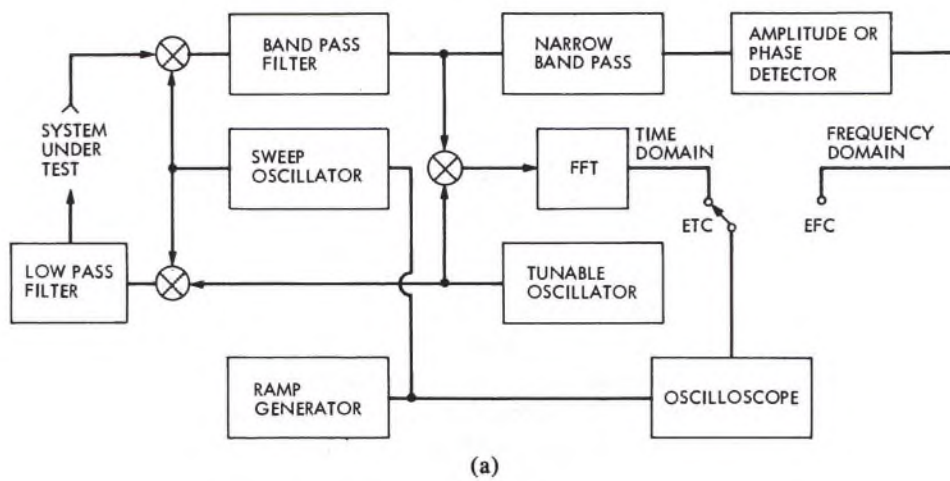 BAND PASS
FILTER
NARROW
BAND PASS
AMPLITUDE OR
PHASE
DETECTOR
SYSTEM
UNDER
TEST
SWEEP
OSCILLATOR
FFT
TIME
DOMAIN
FREQUENCY
DOMAIN
ETC
EFC
LOW PASS
FILTER
TUNABLE
OSCILLATOR
RAMP
GENERATOR
OSCILLOSCOPE
(a)